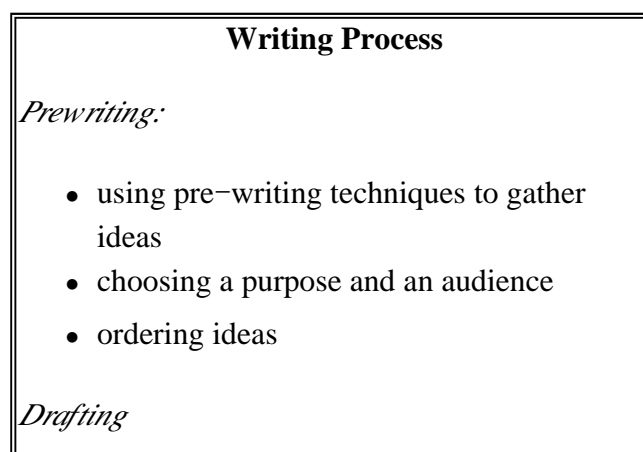 Writing Process
Prewriting:
• using pre−writing techniques to gather
ideas
• choosing a purpose and an audience
• ordering ideas
Drafting